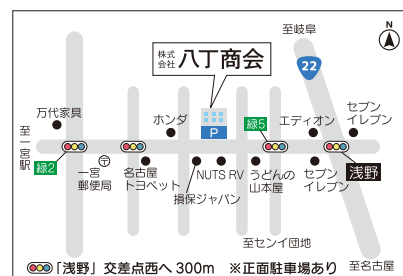 至岐阜
N
株式
会社 八丁商会
22
万代家具
ホンダ
P
緑5
エディオン
セブン
イレブン
至一宮駅
緑2
〒
一宮
郵便局
名古屋
トヨペット
損保ジャパン
NUTS RV
うどんの
山本屋
セブン
イレブン
浅野
至センイ団地
至名古屋
「浅野」交差点西へ300m ※正面駐車場あり